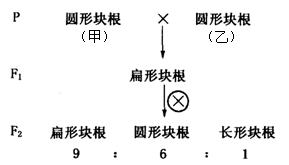 P 圆形块根 × 圆形块根
(甲) (乙)
F₁ 扁形块根
⊗
F₂ 扁形块根 圆形块根 长形块根
9 : 6 : 1